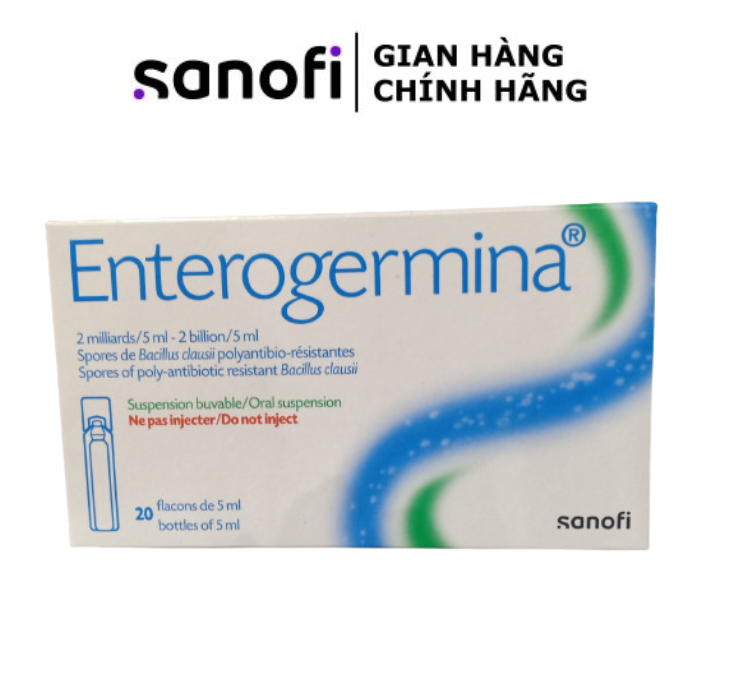 sanofi
GIAN HÀNG
CHÍNH HÃNG
Enterogermina®
2 milliards/5 ml - 2 billion/5 ml
Spores de Bacillus clausii polyantibio-résistantes
Spores of poly-antibiotic resistant Bacillus clausii
Suspension buvable/Oral suspension
Ne pas injecter/Do not inject
20 flacons de 5 ml
bottles of 5 ml
sanofi